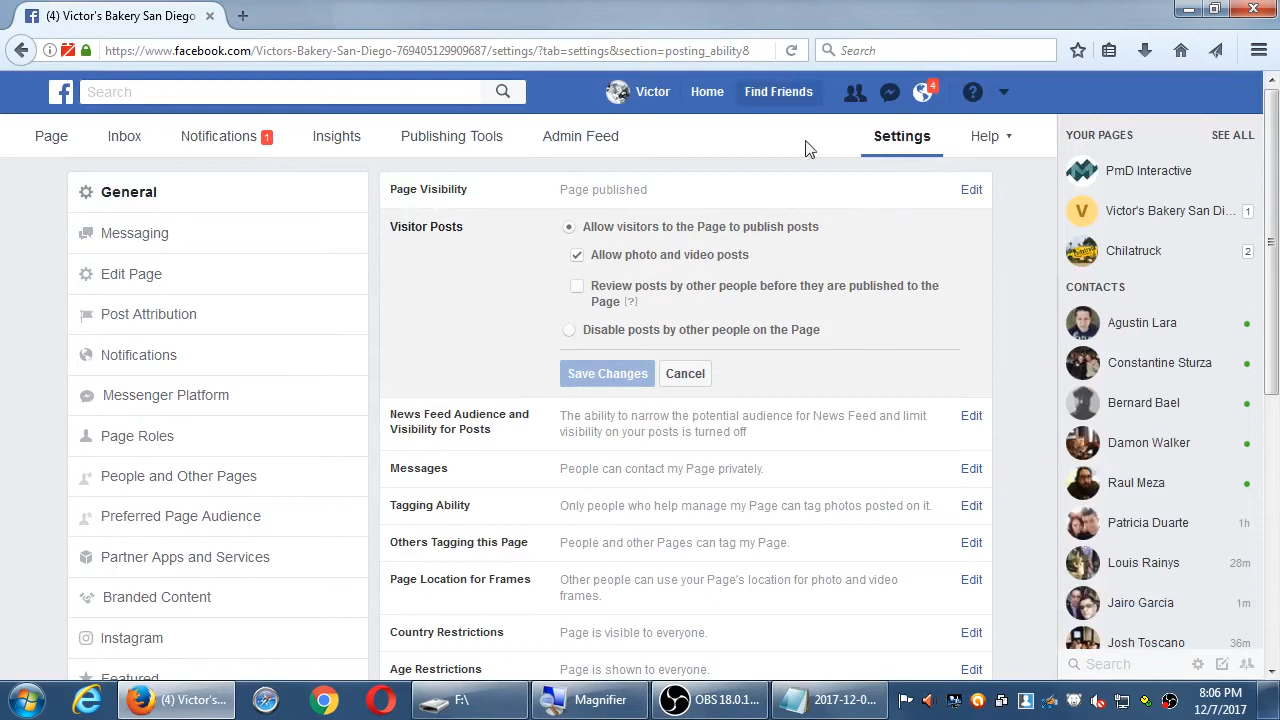 (4) Victor's Bakery San Diego
https://www.facebook.com/Victors-Bakery-San-Diego-769405129909687/settings/?tab=settings&section=posting_ability&
Search
Search
Victor
Home
Find Friends
4
Page
Inbox
Notifications 1
Insights
Publishing Tools
Admin Feed
Settings
Help
General
Messaging
Edit Page
Post Attribution
Notifications
Messenger Platform
Page Roles
People and Other Pages
Preferred Page Audience
Partner Apps and Services
Branded Content
Instagram
Featured
Page Visibility
Page published
Edit
Visitor Posts
Allow visitors to the Page to publish posts
Allow photo and video posts
Review posts by other people before they are published to the
Page [?]
Disable posts by other people on the Page
Save Changes
Cancel
News Feed Audience and
Visibility for Posts
The ability to narrow the potential audience for News Feed and limit
visibility on your posts is turned off
Edit
Messages
People can contact my Page privately.
Edit
Tagging Ability
Only people who help manage my Page can tag photos posted on it.
Edit
Others Tagging this Page
People and other Pages can tag my Page.
Edit
Page Location for Frames
Other people can use your Page's location for photo and video
frames.
Edit
Country Restrictions
Page is visible to everyone.
Edit
Age Restrictions
Page is shown to everyone.
Edit
YOUR PAGES
SEE ALL
PmD Interactive
V
Victor's Bakery San Di...
1
Chilatruck
2
CONTACTS
Agustin Lara
Constantine Sturza
Bernard Bael
Damon Walker
Raul Meza
Patricia Duarte
1h
Louis Rainys
28m
Jairo Garcia
1m
Josh Toscano
36m
Search
(4) Victor's...
F:\
Magnifier
OBS 18.0.1...
2017-12-0...
8:06 PM
12/7/2017